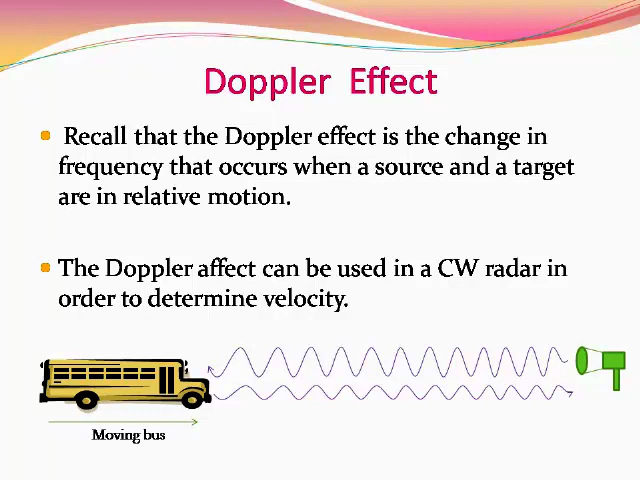 Doppler Effect
Recall that the Doppler effect is the change in
frequency that occurs when a source and a target
are in relative motion.
The Doppler affect can be used in a CW radar in
order to determine velocity.
Moving bus